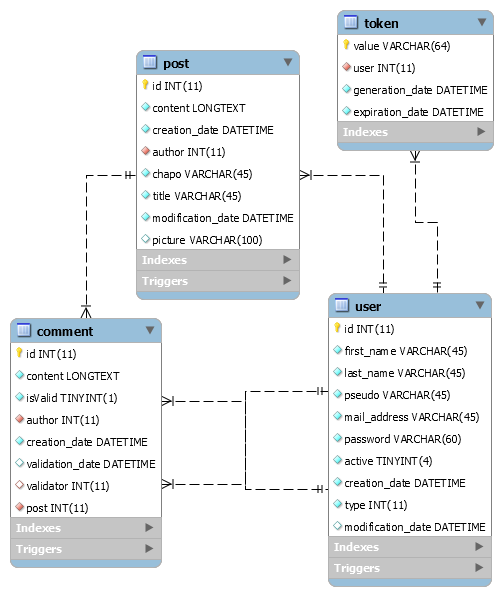 token
value VARCHAR(64)
user INT(11)
generation_date DATETIME
expiration_date DATETIME
Indexes
post
id INT(11)
content LONGTEXT
creation_date DATETIME
author INT(11)
chapo VARCHAR(45)
title VARCHAR(45)
modification_date DATETIME
picture VARCHAR(100)
Indexes
Triggers
comment
id INT(11)
content LONGTEXT
isValid TINYINT(1)
author INT(11)
creation_date DATETIME
validation_date DATETIME
validator INT(11)
post INT(11)
Indexes
Triggers
user
id INT(11)
first_name VARCHAR(45)
last_name VARCHAR(45)
pseudo VARCHAR(45)
mail_address VARCHAR(45)
password VARCHAR(60)
active TINYINT(4)
creation_date DATETIME
type INT(11)
modification_date DATETIME
Indexes
Triggers